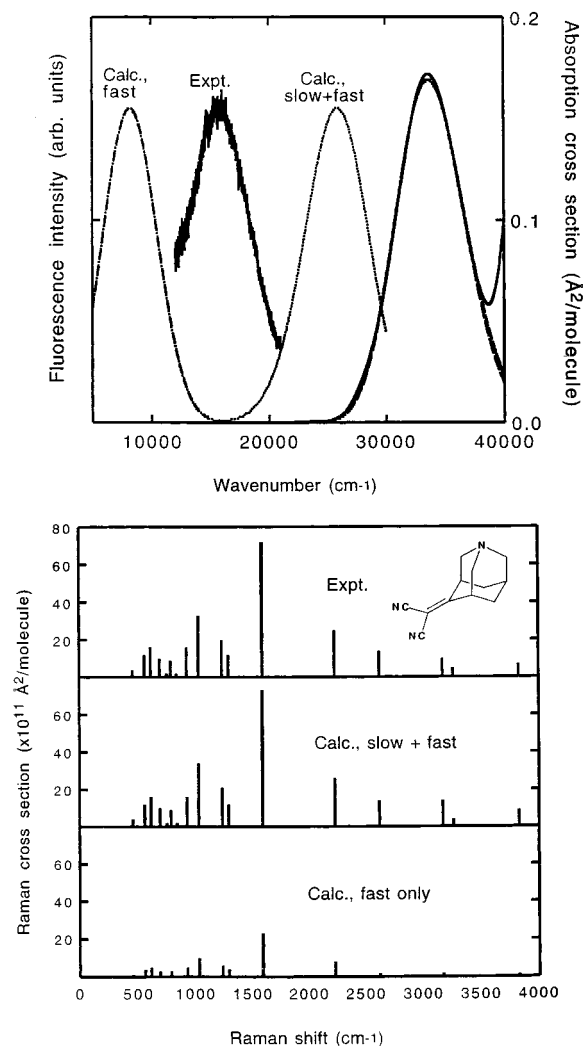 Fluorescence intensity (arb. units)
Absorption cross section (Å²/molecule)
0.2
0.1
0.0
Calc.,
fast
Expt.
Calc.,
slow+fast
10000 20000 30000 40000
Wavenumber (cm-1)
Raman cross section (x10¹¹ Å²/molecule)
80
60
40
20
Expt.
N
NC
NC
60
40
20
Calc., slow + fast
60
40
20
Calc., fast only
0 500 1000 1500 2000 2500 3000 3500 4000
Raman shift (cm-1)